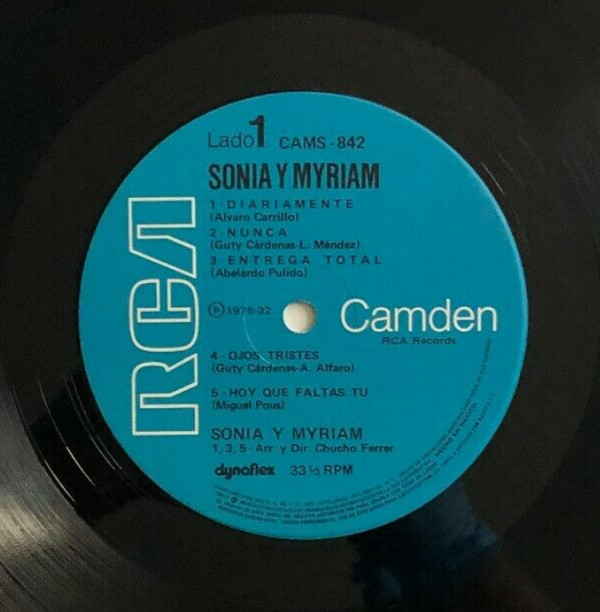 Lado 1 CAMS-842
SONIA Y MYRIAM
1-DIARIAMENTE
(Alvaro Carrillo)
2-NUNCA
(Guty Cárdenas-L. Méndez)
3-ENTREGA TOTAL
(Abelardo Pulido)
RCA
Ⓟ1976-32
Camden
RCA Records
4-OJOS TRISTES
(Guty Cárdenas-A. Alfaro)
5-HOY QUE FALTAS TU
(Miguel Pous)
SONIA Y MYRIAM
1, 3, 5-Arr. y Dir. Chucho Ferrer
dynaflex 33 ⅓ RPM